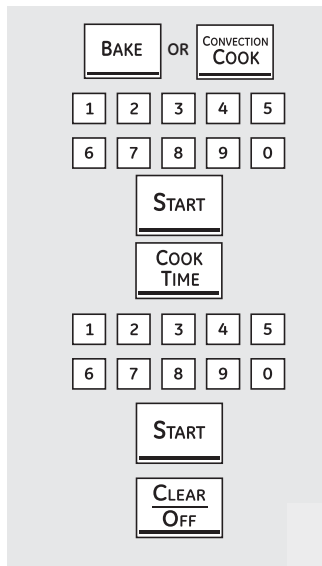 BAKE OR CONVECTION COOK
1 2 3 4 5
6 7 8 9 0
START
COOK
TIME
1 2 3 4 5
6 7 8 9 0
START
CLEAR
OFF